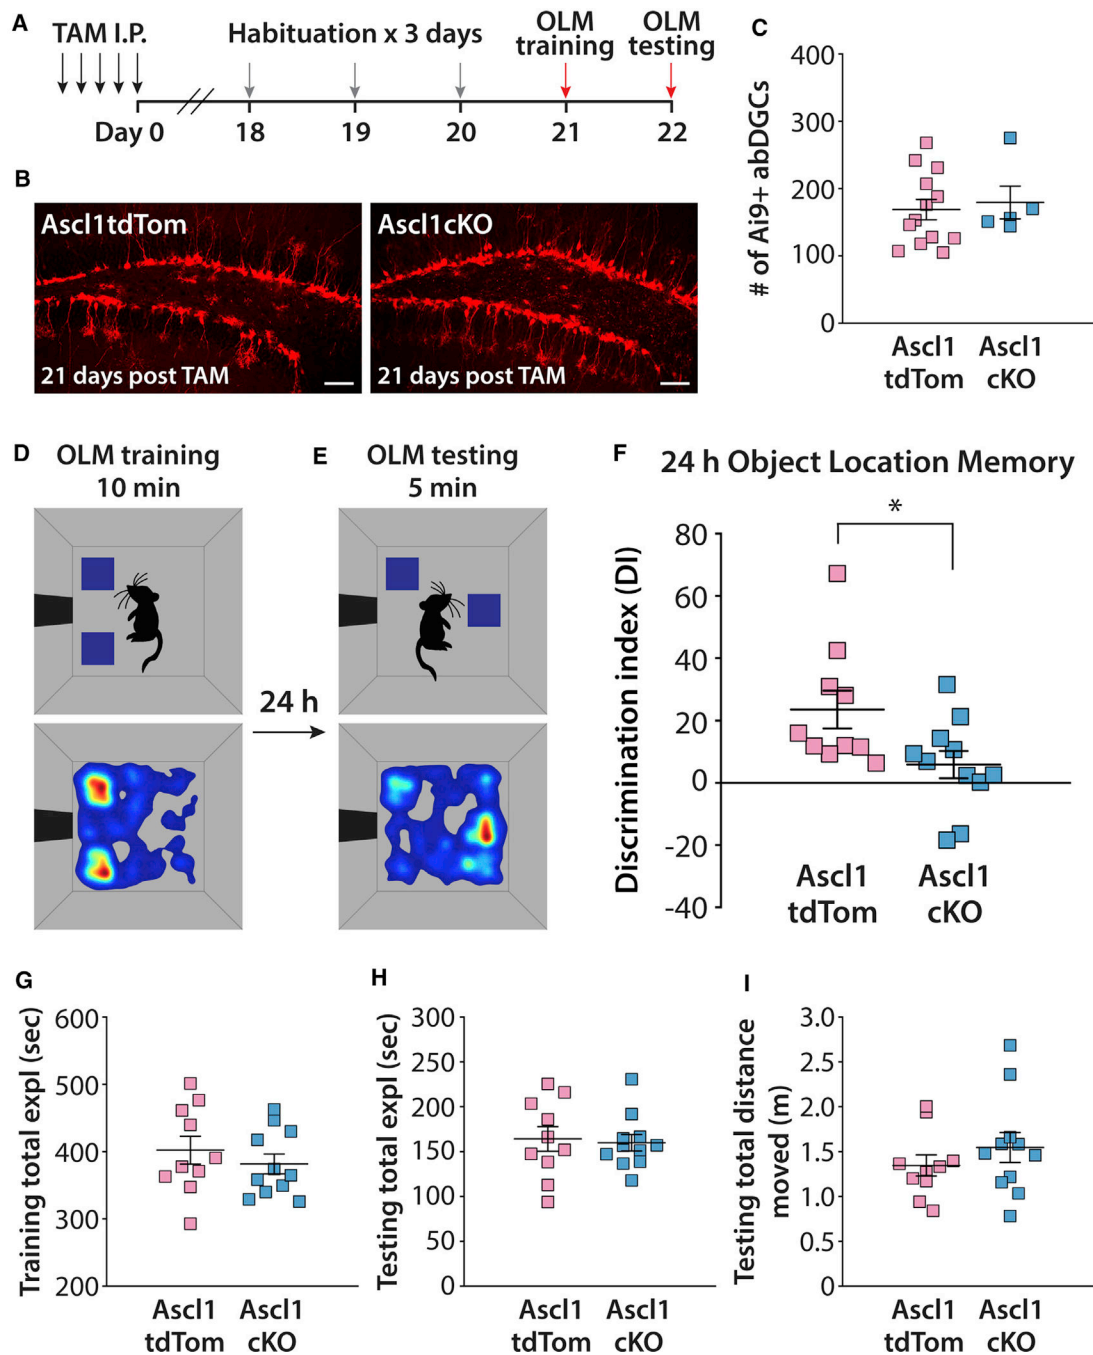 A
TAM I.P.
Habituation x 3 days
OLM
training
OLM
testing
Day 0
18
19
20
21
22
B
Ascl1tdTom
21 days post TAM
Ascl1cKO
21 days post TAM
C
# of Ai9+ abDGCs
400
300
200
100
0
Ascl1
tdTom
Ascl1
cKO
D
OLM training
10 min
24 h
E
OLM testing
5 min
F
24 h Object Location Memory
*
Discrimination index (DI)
80
60
40
20
0
-20
-40
Ascl1
tdTom
Ascl1
cKO
G
Training total expl (sec)
600
500
400
300
200
Ascl1
tdTom
Ascl1
cKO
H
Testing total expl (sec)
300
250
200
150
100
50
0
Ascl1
tdTom
Ascl1
cKO
I
Testing total distance
moved (m)
3.0
2.5
2.0
1.5
1.0
0.5
0
Ascl1
tdTom
Ascl1
cKO